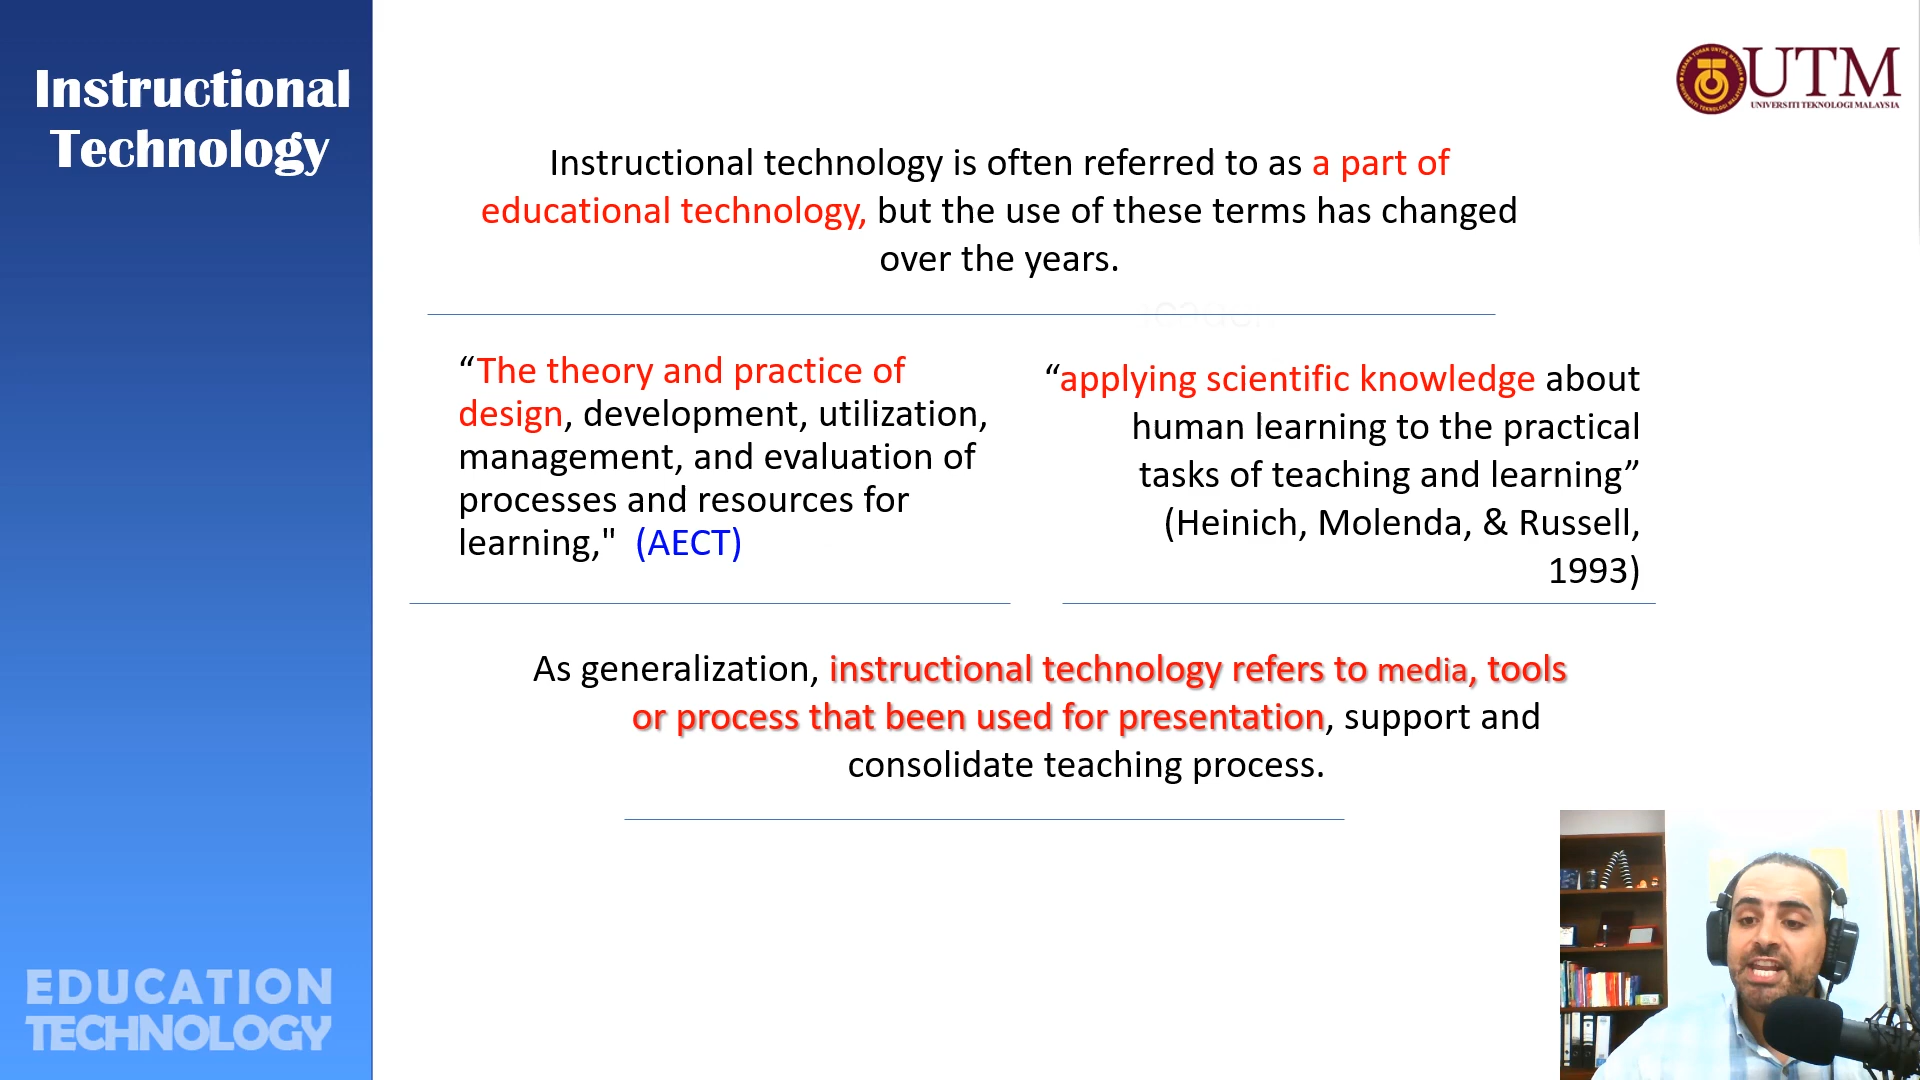 Instructional
Technology
UTM
UNIVERSITI TEKNOLOGI MALAYSIA
Instructional technology is often referred to as a part of
educational technology, but the use of these terms has changed
over the years.
“The theory and practice of
design, development, utilization,
management, and evaluation of
processes and resources for
learning," (AECT)
“applying scientific knowledge about
human learning to the practical
tasks of teaching and learning”
(Heinich, Molenda, & Russell,
1993)
As generalization, instructional technology refers to media, tools
or process that been used for presentation, support and
consolidate teaching process.
EDUCATION
TECHNOLOGY